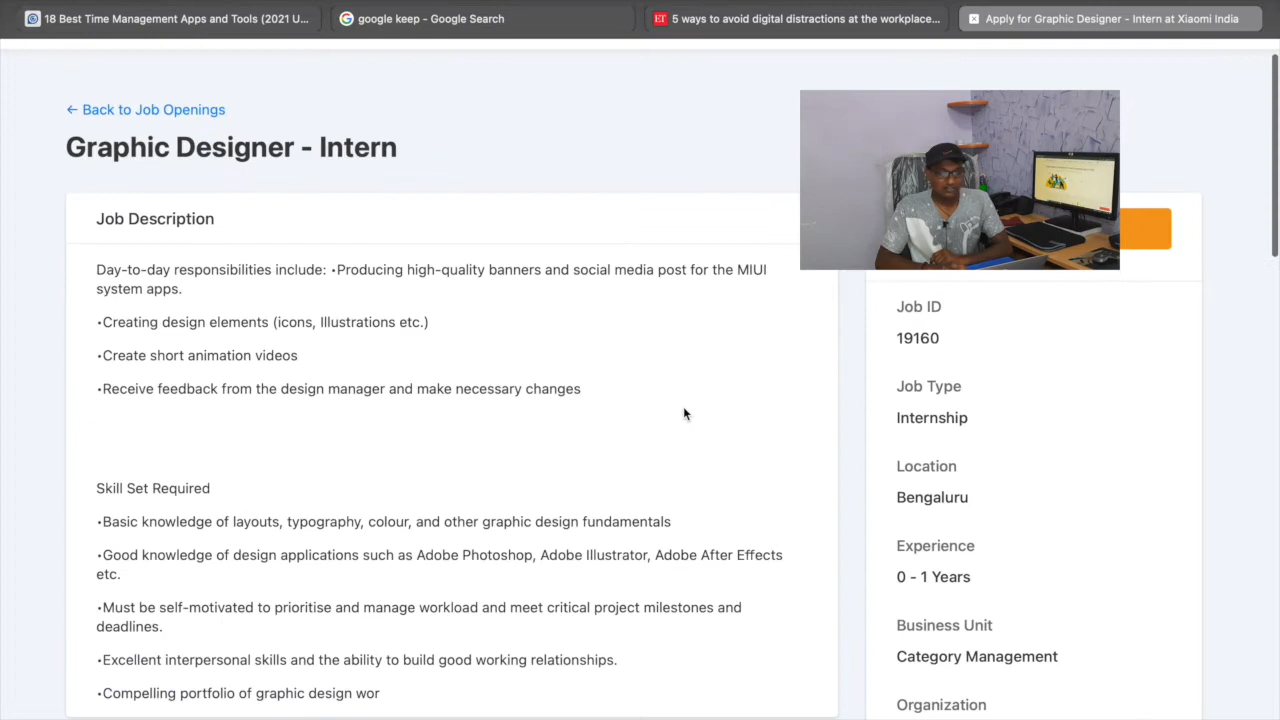 18 Best Time Management Apps and Tools (2021 U...
google keep - Google Search
ET 5 ways to avoid digital distractions at the workplace...
Apply for Graphic Designer - Intern at Xiaomi India
← Back to Job Openings
Graphic Designer - Intern
Job Description
Day-to-day responsibilities include: •Producing high-quality banners and social media post for the MIUI
system apps.
•Creating design elements (icons, Illustrations etc.)
•Create short animation videos
•Receive feedback from the design manager and make necessary changes
Skill Set Required
•Basic knowledge of layouts, typography, colour, and other graphic design fundamentals
•Good knowledge of design applications such as Adobe Photoshop, Adobe Illustrator, Adobe After Effects
etc.
•Must be self-motivated to prioritise and manage workload and meet critical project milestones and
deadlines.
•Excellent interpersonal skills and the ability to build good working relationships.
•Compelling portfolio of graphic design wor
Job ID
19160
Job Type
Internship
Location
Bengaluru
Experience
0 - 1 Years
Business Unit
Category Management
Organization